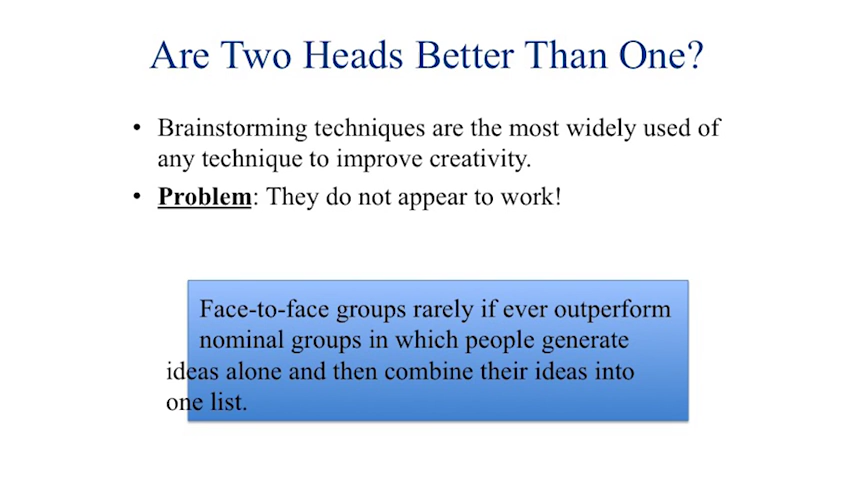 Are Two Heads Better Than One?
• Brainstorming techniques are the most widely used of
any technique to improve creativity.
• Problem: They do not appear to work!
Face-to-face groups rarely if ever outperform
nominal groups in which people generate
ideas alone and then combine their ideas into
one list.